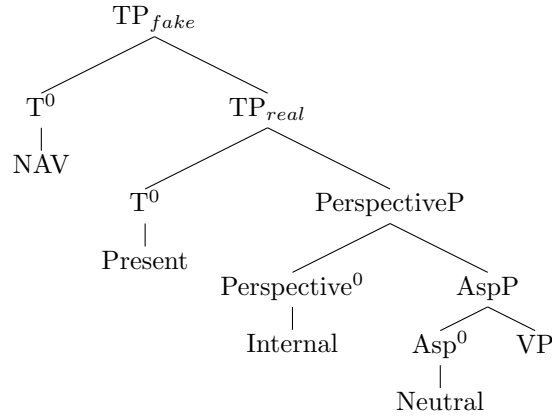 TP_fake
T^0 TP_real
NAV
T^0 PerspectiveP
Present
Perspective^0 AspP
Internal Asp^0 VP
Neutral